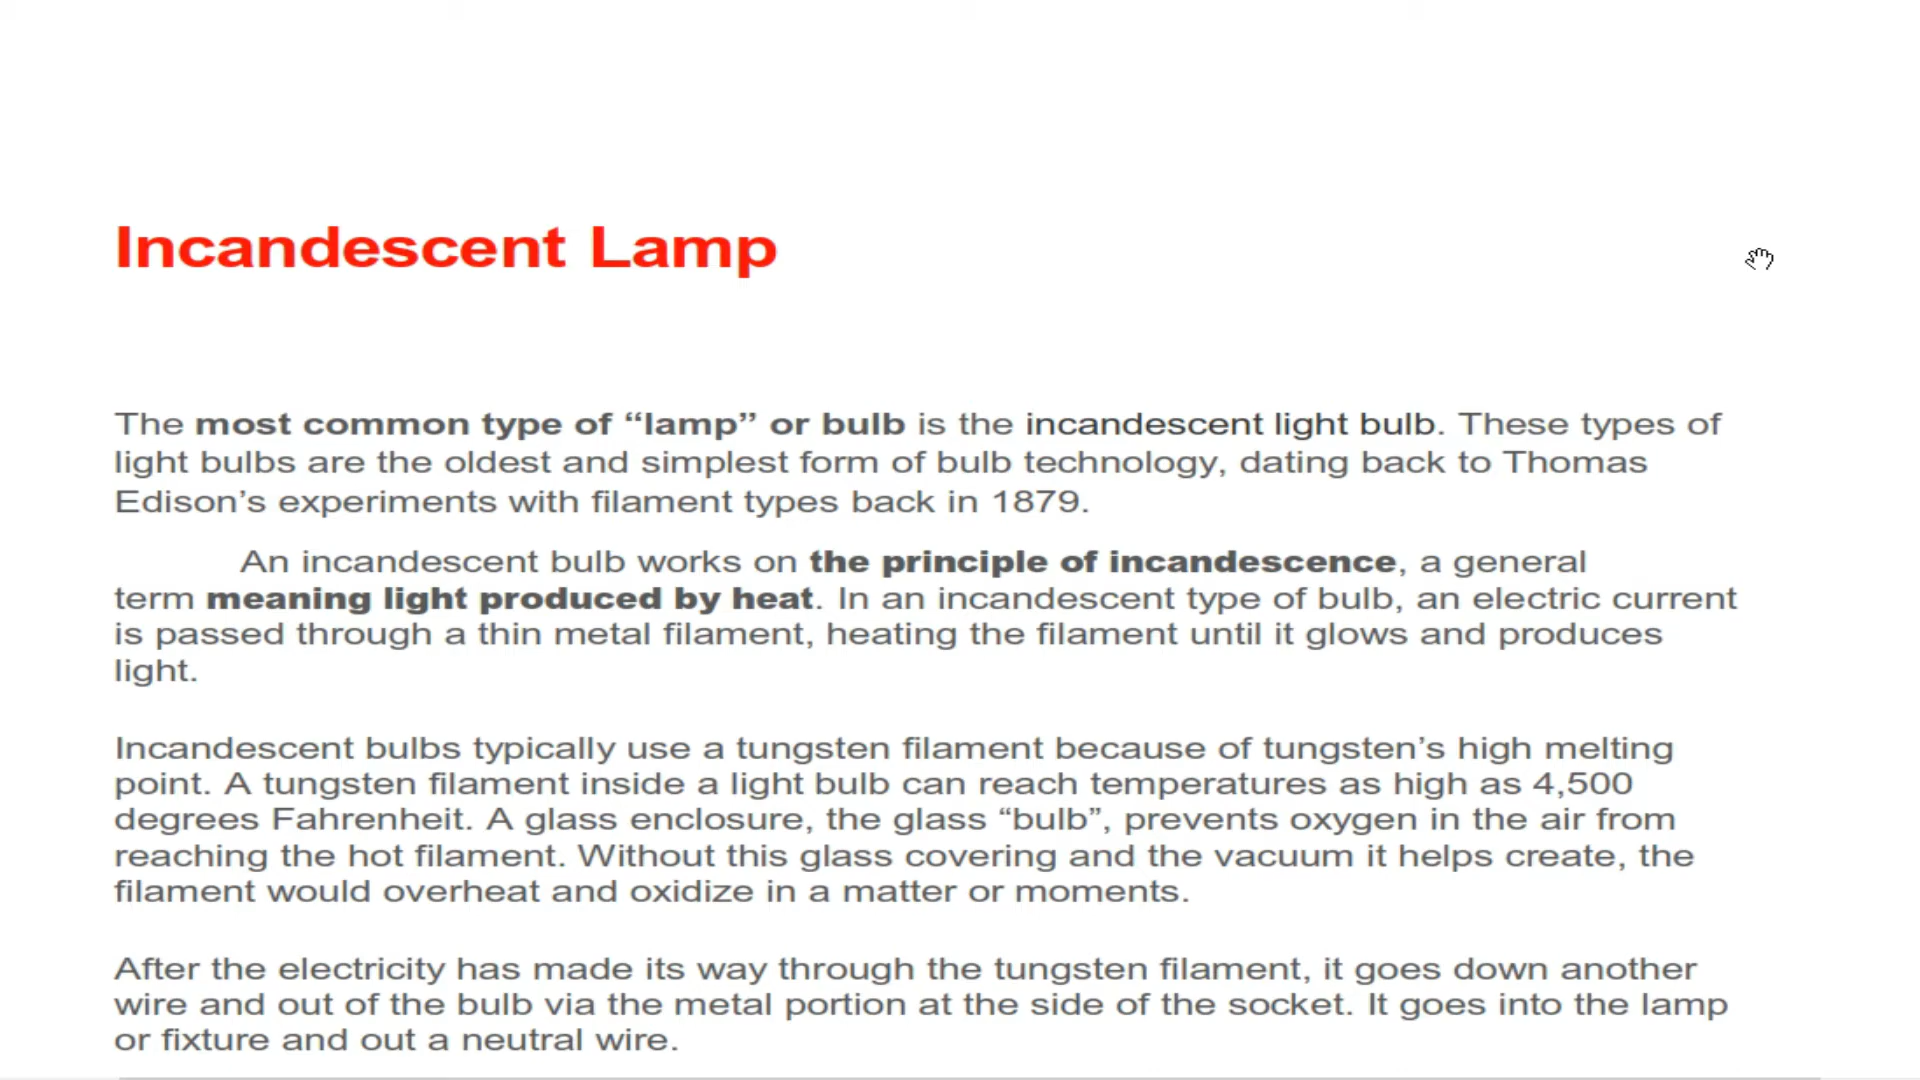 Incandescent Lamp
The most common type of “lamp” or bulb is the incandescent light bulb. These types of
light bulbs are the oldest and simplest form of bulb technology, dating back to Thomas
Edison’s experiments with filament types back in 1879.
An incandescent bulb works on the principle of incandescence, a general
term meaning light produced by heat. In an incandescent type of bulb, an electric current
is passed through a thin metal filament, heating the filament until it glows and produces
light.
Incandescent bulbs typically use a tungsten filament because of tungsten’s high melting
point. A tungsten filament inside a light bulb can reach temperatures as high as 4,500
degrees Fahrenheit. A glass enclosure, the glass “bulb”, prevents oxygen in the air from
reaching the hot filament. Without this glass covering and the vacuum it helps create, the
filament would overheat and oxidize in a matter or moments.
After the electricity has made its way through the tungsten filament, it goes down another
wire and out of the bulb via the metal portion at the side of the socket. It goes into the lamp
or fixture and out a neutral wire.